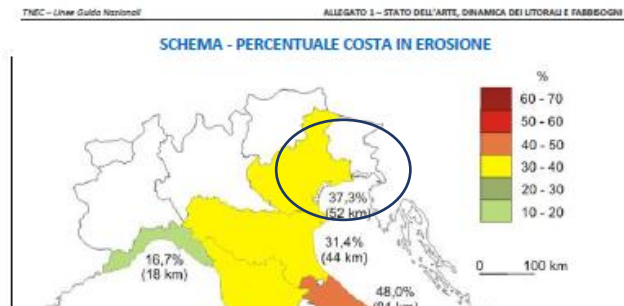 TNEC – Linee Guida Nazionali
ALLEGATO 1 – STATO DELL'ARTE, DINAMICA DEI LITORALI E FABBISOGNI
SCHEMA - PERCENTUALE COSTA IN EROSIONE
%
60 - 70
50 - 60
40 - 50
30 - 40
20 - 30
10 - 20
37,3%
(52 km)
31,4%
(44 km)
16,7%
(18 km)
0 100 km
48,0%